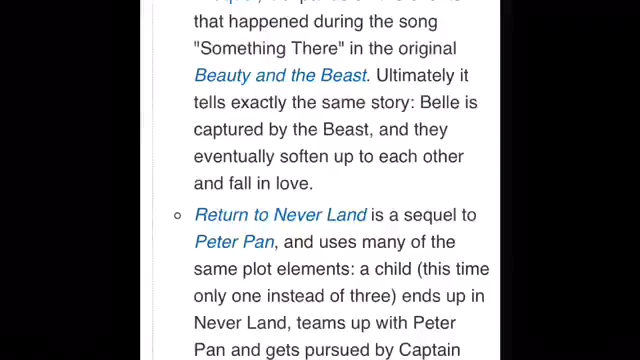 that happened during the song
"Something There" in the original
Beauty and the Beast. Ultimately it
tells exactly the same story: Belle is
captured by the Beast, and they
eventually soften up to each other
and fall in love.
Return to Never Land is a sequel to
Peter Pan, and uses many of the
same plot elements: a child (this time
only one instead of three) ends up in
Never Land, teams up with Peter
Pan and gets pursued by Captain